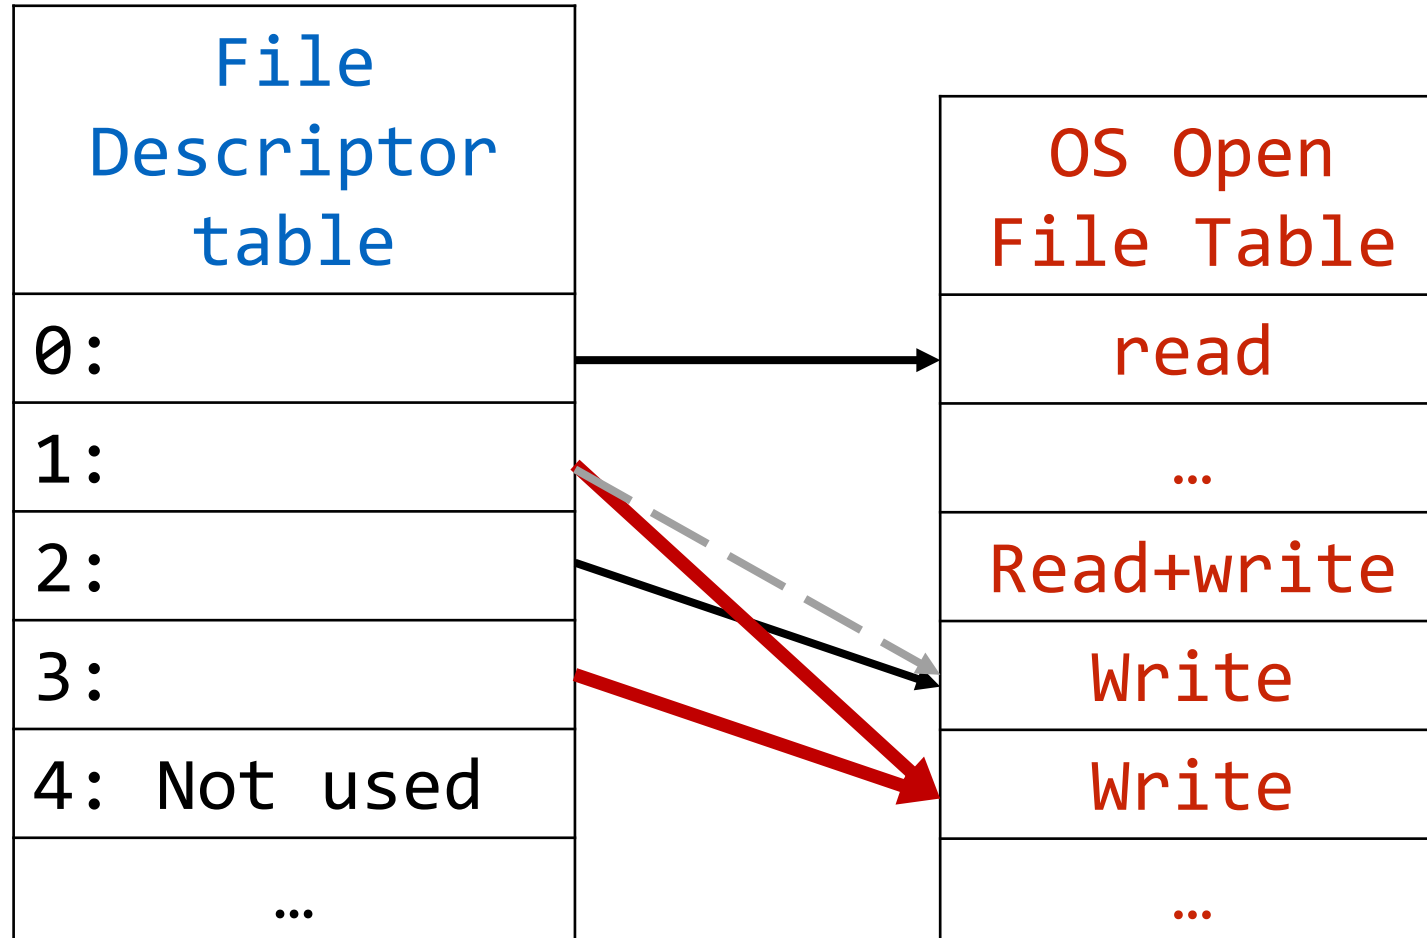 File
Descriptor
table
0:
1:
2:
3:
4: Not used
…
OS Open
File Table
read
…
Read+write
Write
Write
…